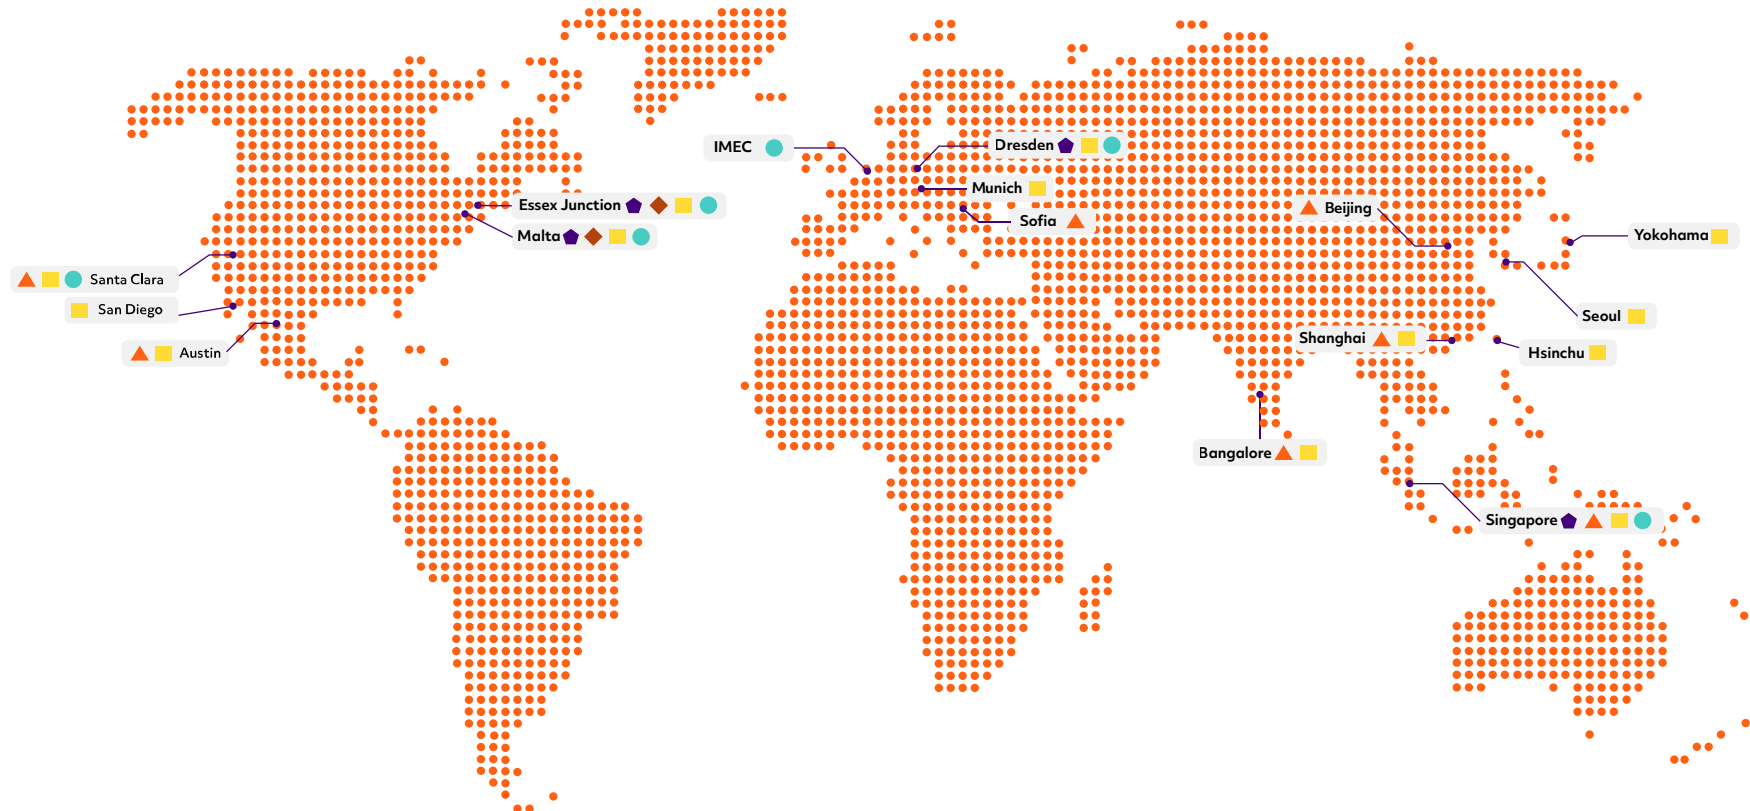 IMEC
Dresden
Munich
Essex Junction
Beijing
Sofia
Malta
Yokohama
Santa Clara
San Diego
Seoul
Shanghai
Austin
Hsinchu
Bangalore
Singapore